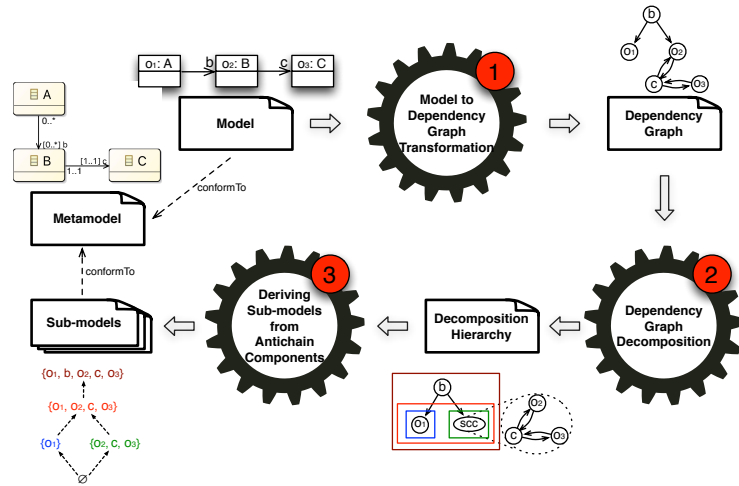 b
o₁: A
b
o₂: B
c
o₃: C
1
o₁
o₂
A
Model to
Dependency
Graph
Transformation
c
o₃
0..*
Model
Dependency
Graph
[0..*] b
[1..1] c
B
C
1..1
conformTo
Metamodel
conformTo
3
2
Deriving
Sub-models
from
Antichain
Components
Sub-models
Decomposition
Hierarchy
Dependency
Graph
Decomposition
{o₁, b, o₂, c, o₃}
b
{o₁, o₂, c, o₃}
o₂
o₁
SCC
c
o₃
{o₁}
{o₂, c, o₃}
∅